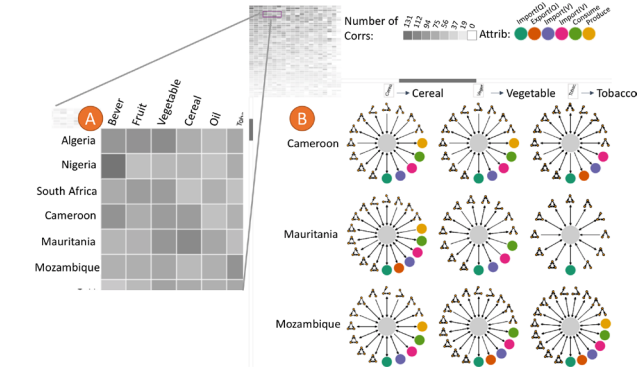 Number of Corrs:
131 112 94 75 56 37 19 0
Attrib:
Import(Q) Export(Q) Import(V) Import(V) Consume Produce
A
Bever Fruit Vegetable Cereal Oil
Algeria
Nigeria
South Africa
Cameroon
Mauritania
Mozambique
B
Cereal
Vegetable
Tobacco
Cameroon
Mauritania
Mozambique